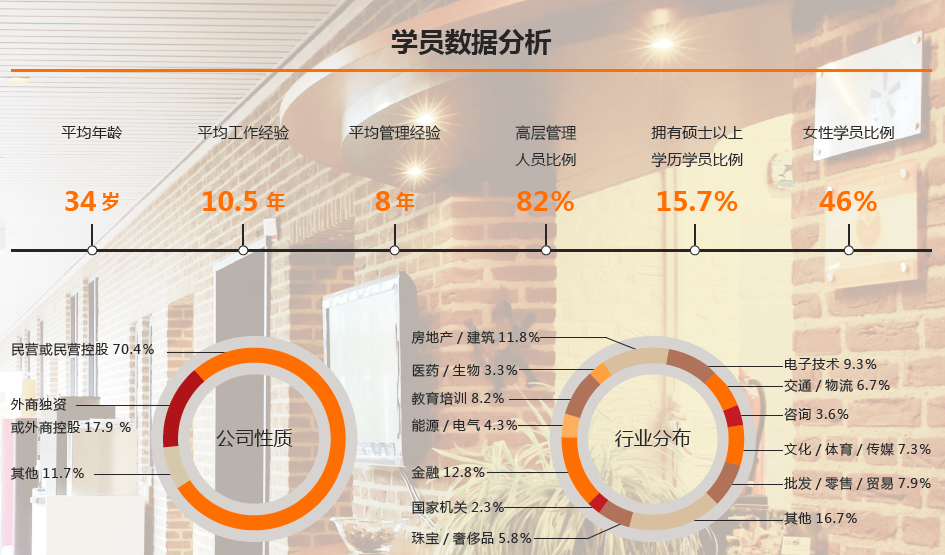 学员数据分析
平均年龄
平均工作经验
平均管理经验
高层管理
人员比例
拥有硕士以上
学历学员比例
女性学员比例
34 岁
10.5 年
8 年
82%
15.7%
46%
民营或民营控股 70.4%
外商独资
或外商控股 17.9 %
其他 11.7%
公司性质
房地产 / 建筑 11.8%
医药 / 生物 3.3%
教育培训 8.2%
能源 / 电气 4.3%
金融 12.8%
国家机关 2.3%
珠宝 / 奢侈品 5.8%
行业分布
电子技术 9.3%
交通 / 物流 6.7%
咨询 3.6%
文化 / 体育 / 传媒 7.3%
批发 / 零售 / 贸易 7.9%
其他 16.7%